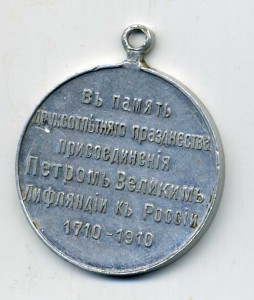 Въ память
двухсотлѣтняго празднества
присоединенія
Петромъ Великимъ
Лифляндіи къ Россіи
1710-1910